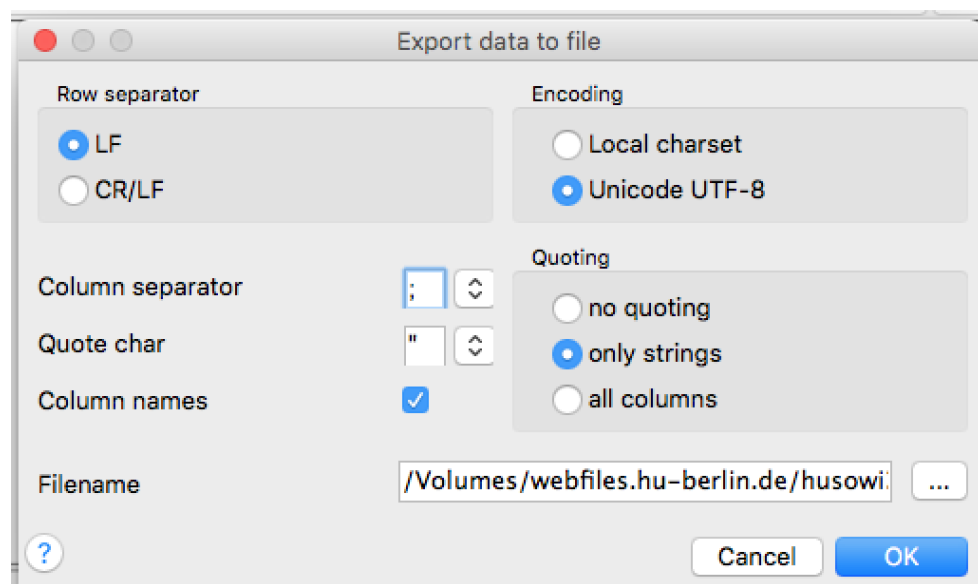 Export data to file
Row separator
LF
CR/LF
Encoding
Local charset
Unicode UTF-8
Column separator
;
Quote char
"
Column names
Quoting
no quoting
only strings
all columns
Filename
/Volumes/webfiles.hu-berlin.de/husowi
...
?
Cancel
OK